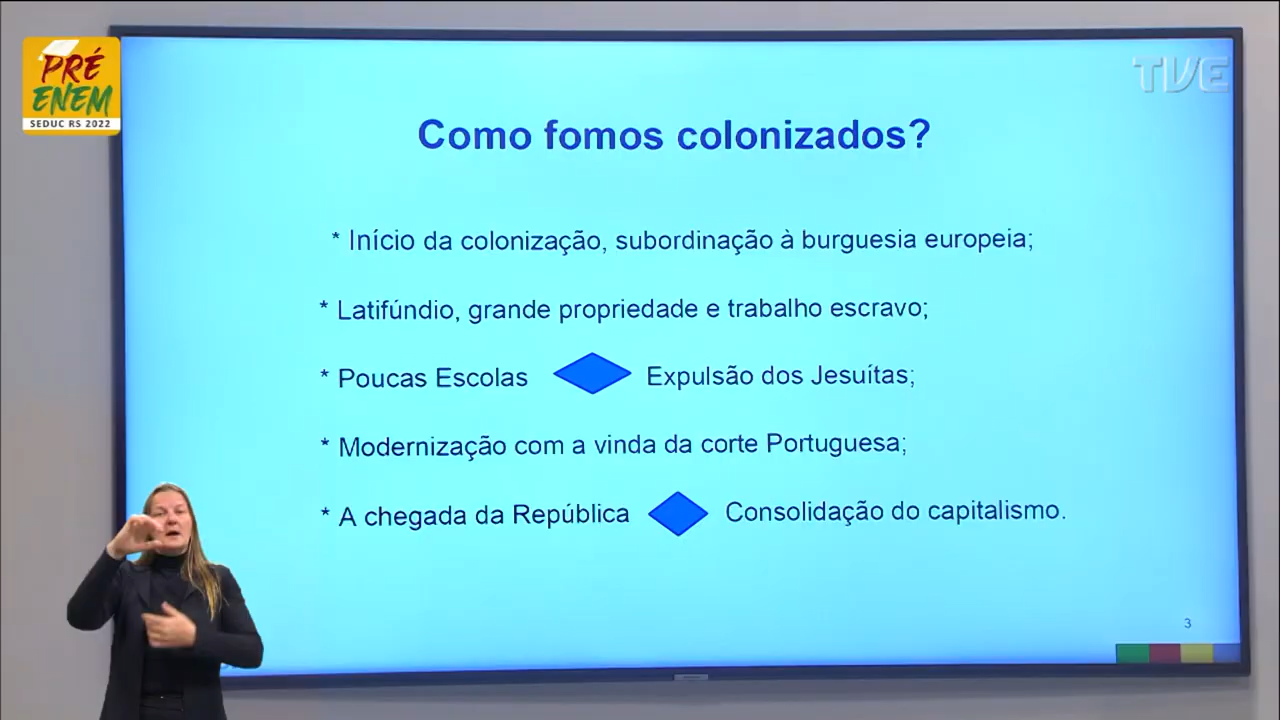 PRÉ
ENEM
SEDUC RS 2022
TVE
Como fomos colonizados?
* Início da colonização, subordinação à burguesia europeia;
* Latifúndio, grande propriedade e trabalho escravo;
* Poucas Escolas Expulsão dos Jesuítas;
* Modernização com a vinda da corte Portuguesa;
* A chegada da República Consolidação do capitalismo.
3